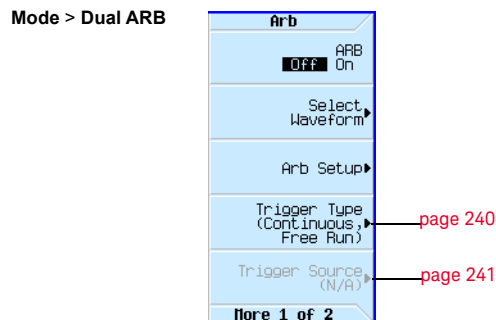 Mode > Dual ARB
Arb
ARB
Off On
Select
Waveform
Arb Setup
Trigger Type
(Continuous,
Free Run)
page 240
Trigger Source
(N/A)
page 241
More 1 of 2